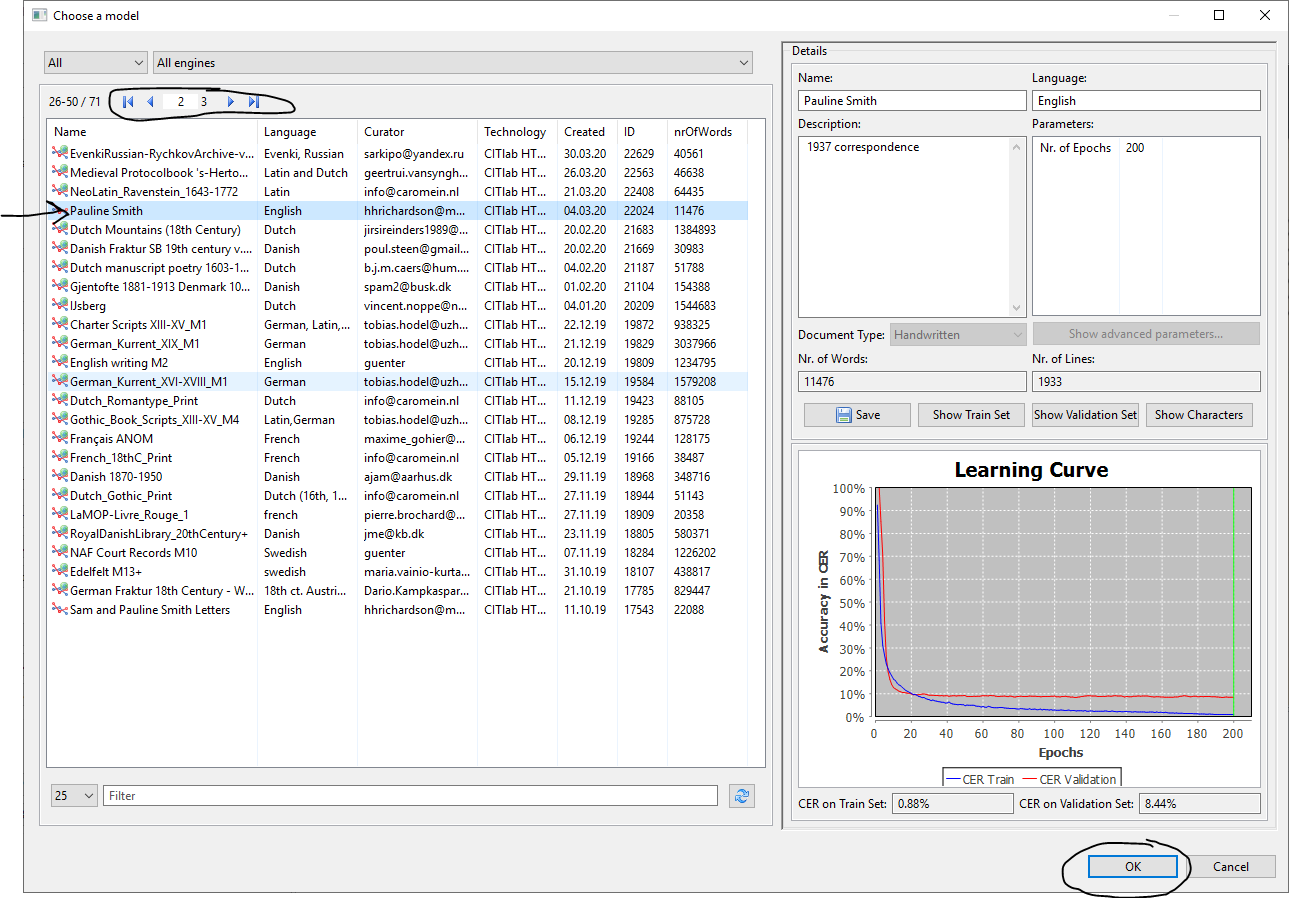 Choose a model
All
All engines
26-50 / 71
2 3
Name Language Curator Technology Created ID nrOfWords
EvenkiRussian-RychkovArchive-v... Evenki, Russian sarkipo@yandex.ru CITlab HT... 30.03.20 22629 40561
Medieval Protocolbook 's-Herto... Latin and Dutch geertrui.vansyngh... CITlab HT... 26.03.20 22563 46638
NeoLatin_Ravenstein_1643-1772 Latin info@caromein.nl CITlab HT... 21.03.20 22408 64435
Pauline Smith English hhrichardson@m... CITlab HT... 04.03.20 22024 11476
Dutch Mountains (18th Century) Dutch jirsireinders1989@... CITlab HT... 20.02.20 21683 1384893
Danish Fraktur SB 19th century v.... Danish poul.steen@gmail... CITlab HT... 20.02.20 21669 30983
Dutch manuscript poetry 1603-1... Dutch b.j.m.caers@hum.... CITlab HT... 04.02.20 21187 51788
Gjentofte 1881-1913 Denmark 10... Danish spam2@busk.dk CITlab HT... 01.02.20 21104 154388
IJsberg Dutch vincent.noppe@n... CITlab HT... 04.01.20 20209 1544683
Charter Scripts XIII-XV_M1 German, Latin,... tobias.hodel@uzh... CITlab HT... 22.12.19 19872 938325
German_Kurrent_XIX_M1 German tobias.hodel@uzh... CITlab HT... 21.12.19 19829 3037966
English writing M2 English guenter CITlab HT... 20.12.19 19809 1234795
German_Kurrent_XVI-XVIII_M1 German tobias.hodel@uzh... CITlab HT... 15.12.19 19584 1579208
Dutch_Romantype_Print Dutch info@caromein.nl CITlab HT... 11.12.19 19423 88105
Gothic_Book_Scripts_XIII-XV_M4 Latin,German tobias.hodel@uzh... CITlab HT... 08.12.19 19285 875728
Français ANOM French maxime_gohier@... CITlab HT... 06.12.19 19244 128175
French_18thC_Print French info@caromein.nl CITlab HT... 05.12.19 19166 38487
Danish 1870-1950 Danish ajam@aarhus.dk CITlab HT... 29.11.19 18968 348716
Dutch_Gothic_Print Dutch (16th, 1... info@caromein.nl CITlab HT... 27.11.19 18944 51143
LaMOP-Livre_Rouge_1 french pierre.brochard@... CITlab HT... 27.11.19 18909 20358
RoyalDanishLibrary_20thCentury+ Danish jme@kb.dk CITlab HT... 23.11.19 18805 580371
NAF Court Records M10 Swedish guenter CITlab HT... 07.11.19 18284 1226202
Edelfelt M13+ swedish maria.vainio-kurta... CITlab HT... 31.10.19 18107 438817
German Fraktur 18th Century - W... 18th ct. Austri... Dario.Kampkaspar... CITlab HT... 21.10.19 17785 829447
Sam and Pauline Smith Letters English hhrichardson@m... CITlab HT... 11.10.19 17543 22088
25 Filter
Details
Name: Language:
Pauline Smith English
Description: Parameters:
1937 correspondence Nr. of Epochs 200
Document Type: Handwritten Show advanced parameters...
Nr. of Words: Nr. of Lines:
11476 1933
Save Show Train Set Show Validation Set Show Characters
Learning Curve
Accuracy in CER
100%
90%
80%
70%
60%
50%
40%
30%
20%
10%
0%
0 20 40 60 80 100 120 140 160 180 200
Epochs
CER Train CER Validation
CER on Train Set: 0.88% CER on Validation Set: 8.44%
OK Cancel